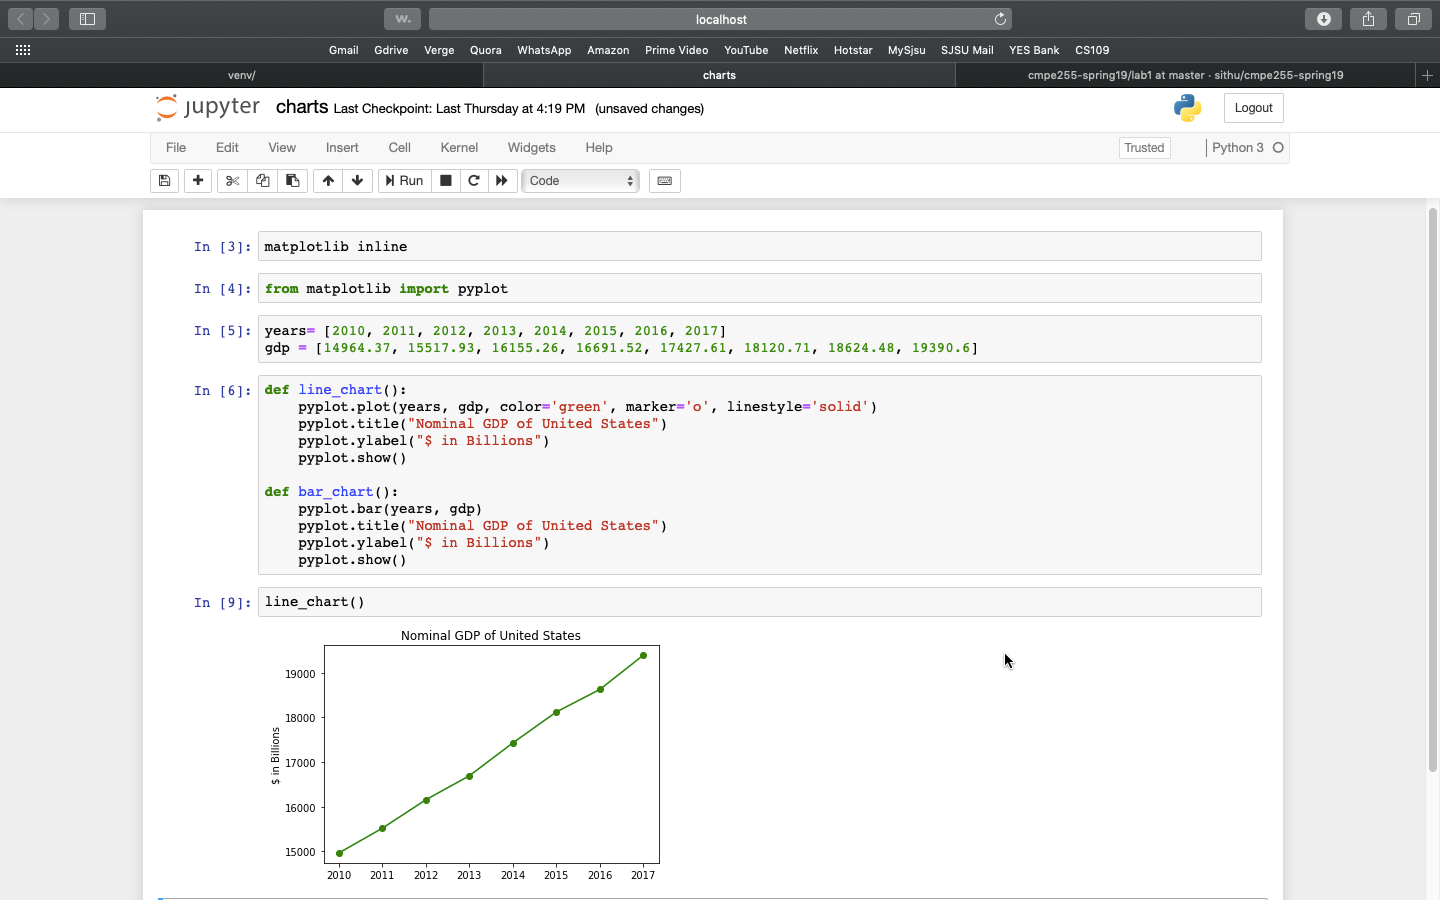 w.
localhost
Gmail Gdrive Verge Quora WhatsApp Amazon Prime Video YouTube Netflix Hotstar MySjsu SJSU Mail YES Bank CS109
venv/ charts cmpe255-spring19/lab1 at master · sithu/cmpe255-spring19
jupyter charts Last Checkpoint: Last Thursday at 4:19 PM (unsaved changes) Logout
File Edit View Insert Cell Kernel Widgets Help Trusted Python 3
Run Code
In [3]: matplotlib inline
In [4]: from matplotlib import pyplot
In [5]: years= [2010, 2011, 2012, 2013, 2014, 2015, 2016, 2017]
gdp = [14964.37, 15517.93, 16155.26, 16691.52, 17427.61, 18120.71, 18624.48, 19390.6]
In [6]: def line_chart():
    pyplot.plot(years, gdp, color='green', marker='o', linestyle='solid')
    pyplot.title("Nominal GDP of United States")
    pyplot.ylabel("$ in Billions")
    pyplot.show()
def bar_chart():
    pyplot.bar(years, gdp)
    pyplot.title("Nominal GDP of United States")
    pyplot.ylabel("$ in Billions")
    pyplot.show()
In [9]: line_chart()
Nominal GDP of United States
$ in Billions
19000
18000
17000
16000
15000
2010 2011 2012 2013 2014 2015 2016 2017